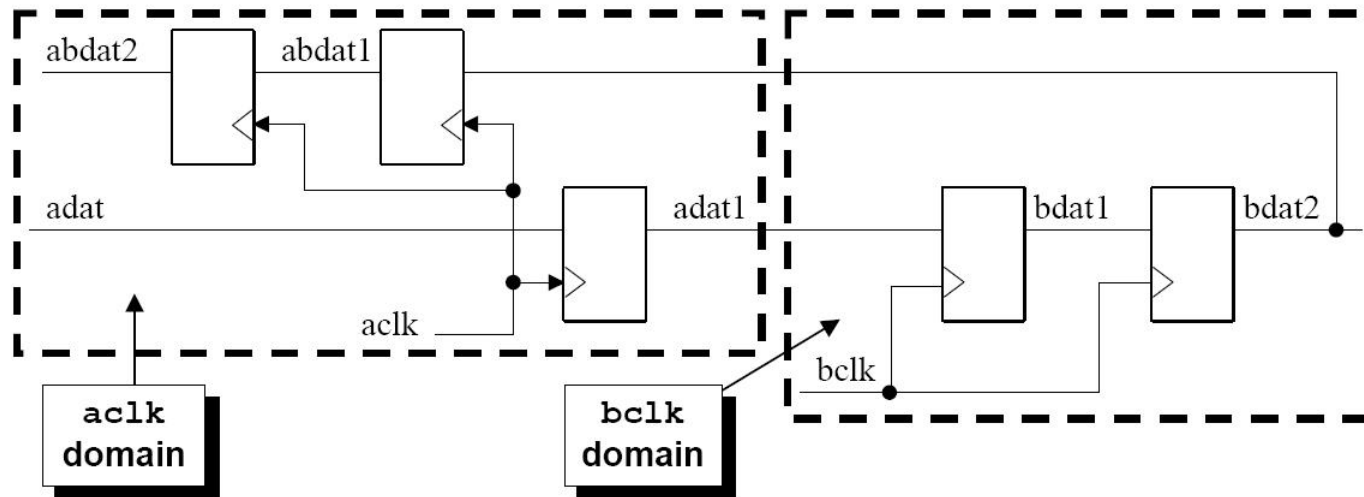 abdat2
abdat1
adat
adat1
bdat1
bdat2
aclk
bclk
aclk
domain
bclk
domain